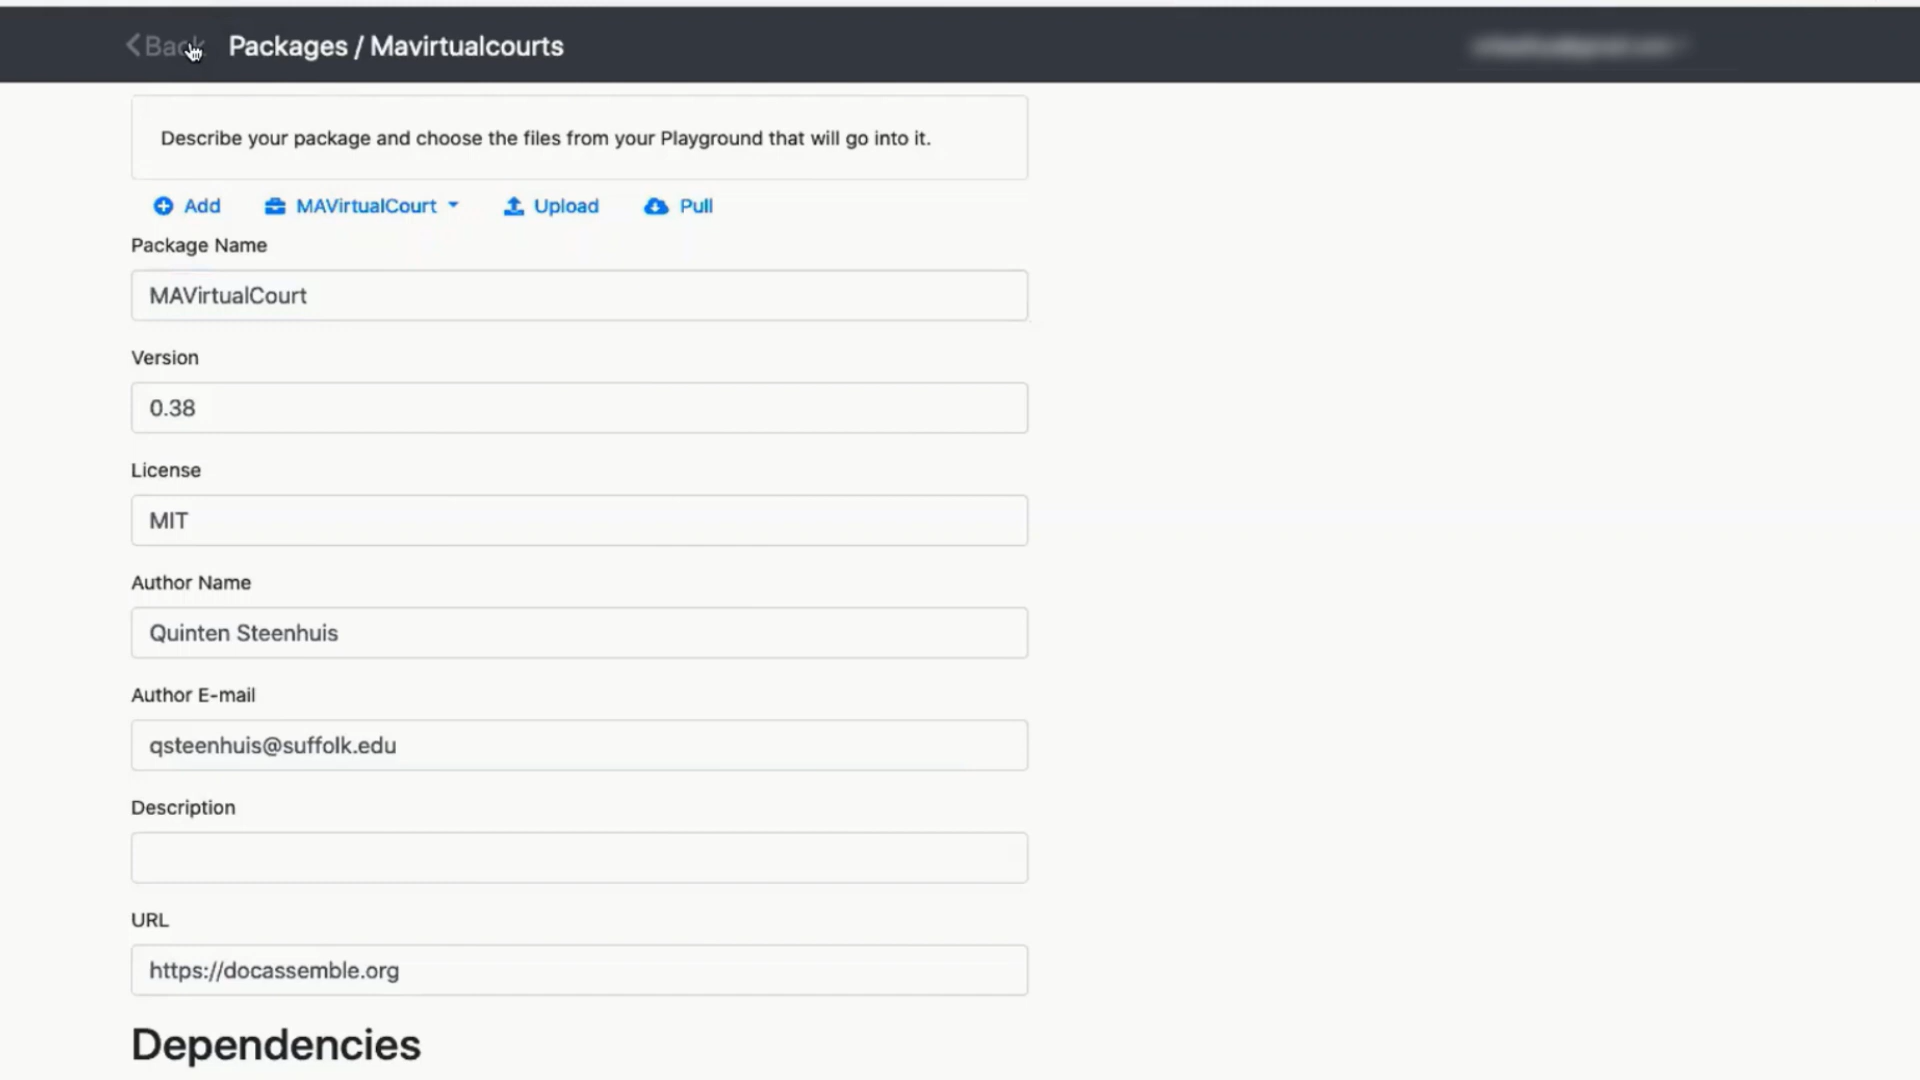 Back Packages / Mavirtualcourts
Describe your package and choose the files from your Playground that will go into it.
Add MAVirtualCourt Upload Pull
Package Name
MAVirtualCourt
Version
0.38
License
MIT
Author Name
Quinten Steenhuis
Author E-mail
qsteenhuis@suffolk.edu
Description
URL
https://docassemble.org
Dependencies